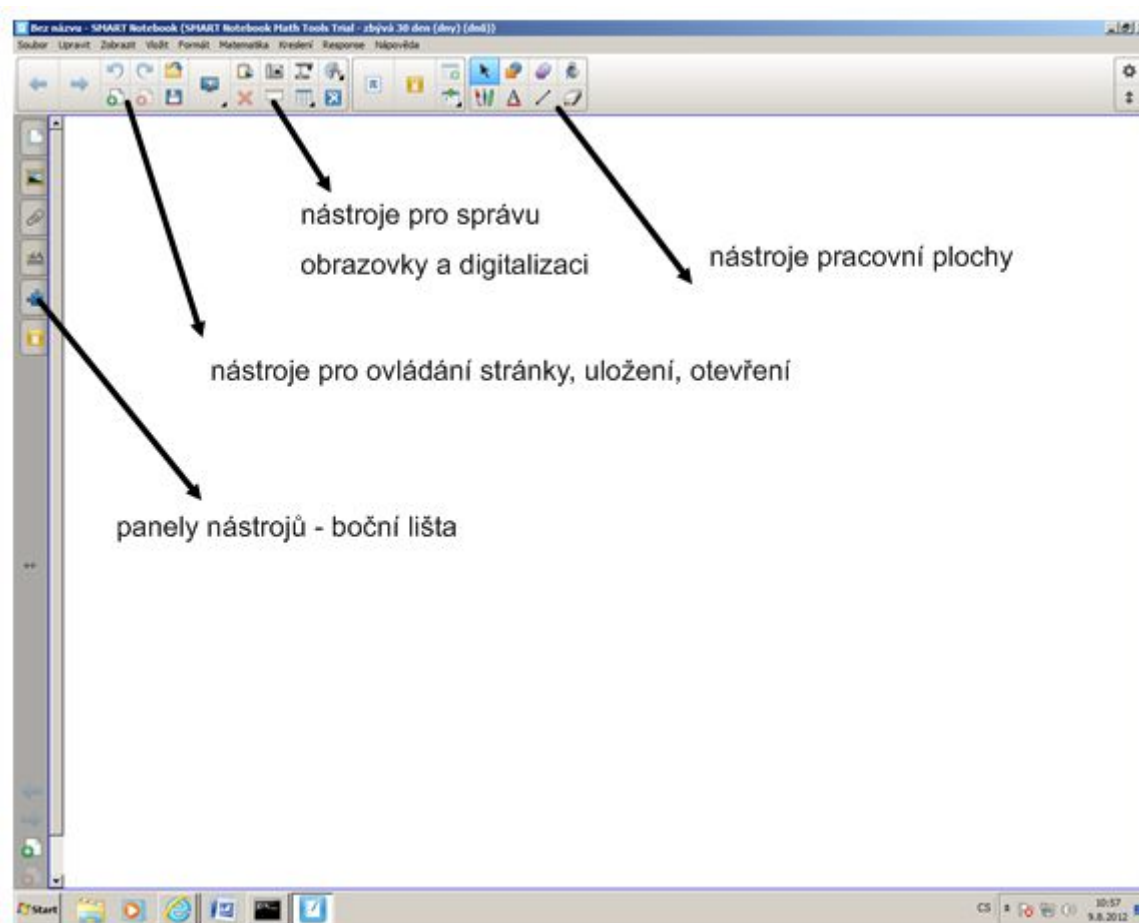 Bez názvu - SMART Notebook (SMART Notebook Math Tools Trial - zbývá 30 den (dny) (dnů))
Soubor Upravit Zobrazit Vložit Formát Matematika Kreslení Response Nápověda
nástroje pro správu
obrazovky a digitalizaci
nástroje pracovní plochy
nástroje pro ovládání stránky, uložení, otevření
panely nástrojů - boční lišta
Start
CS
10:57
9.8.2012